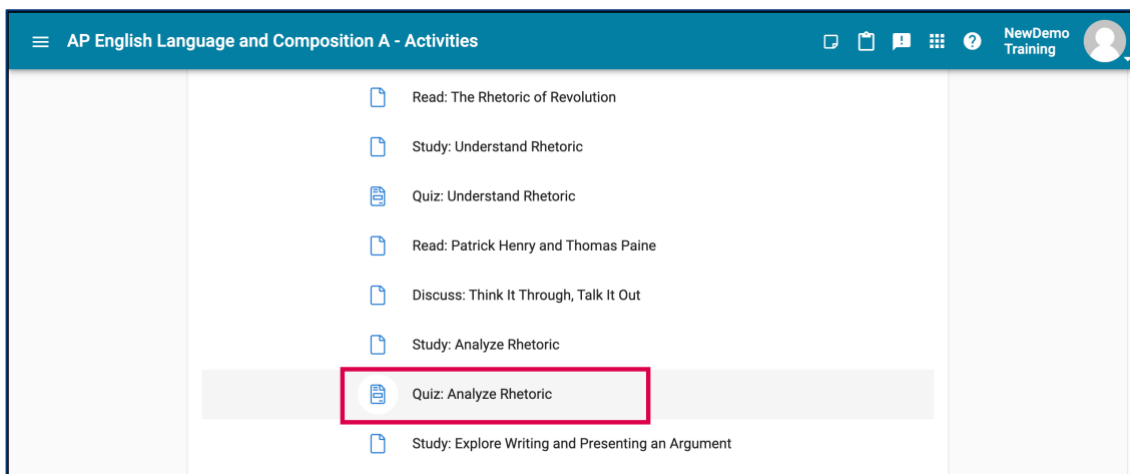 AP English Language and Composition A - Activities
NewDemo
Training
Read: The Rhetoric of Revolution
Study: Understand Rhetoric
Quiz: Understand Rhetoric
Read: Patrick Henry and Thomas Paine
Discuss: Think It Through, Talk It Out
Study: Analyze Rhetoric
Quiz: Analyze Rhetoric
Study: Explore Writing and Presenting an Argument